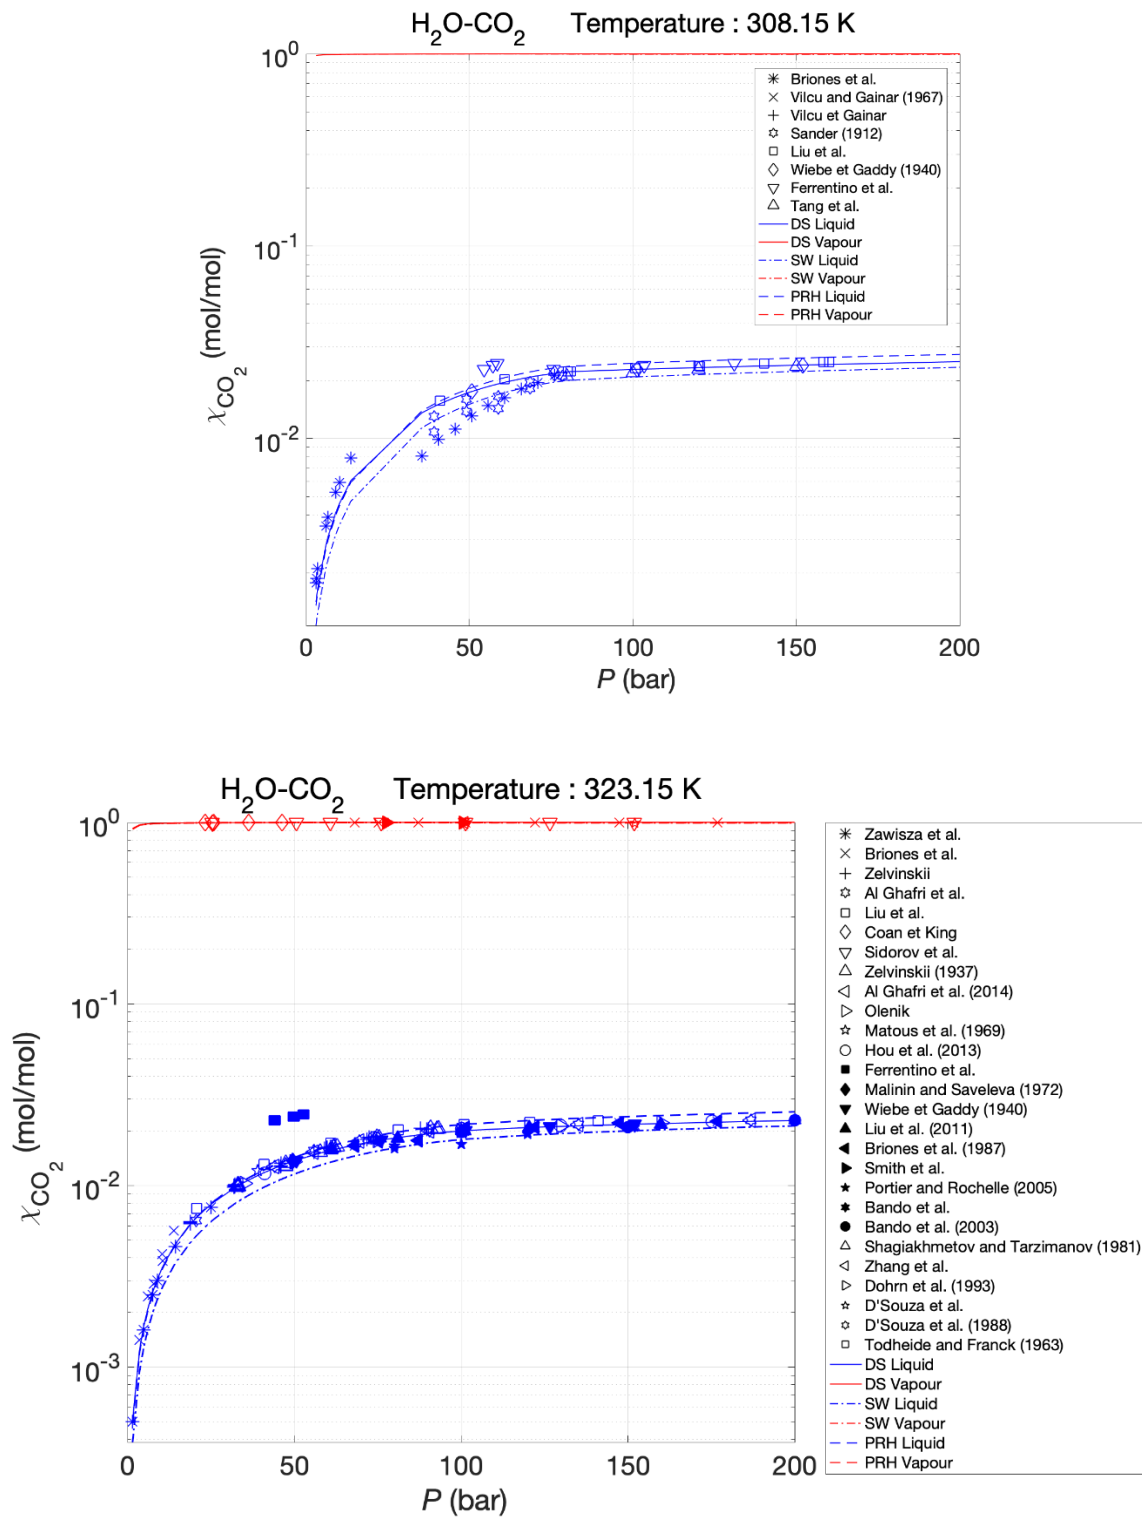 H2O-CO2 Temperature : 308.15 K
10^0
10^-1
10^-2
χCO2 (mol/mol)
Briones et al.
Vilcu and Gainar (1967)
Vilcu et Gainar
Sander (1912)
Liu et al.
Wiebe et Gaddy (1940)
Ferrentino et al.
Tang et al.
DS Liquid
DS Vapour
SW Liquid
SW Vapour
PRH Liquid
PRH Vapour
0 50 100 150 200
P (bar)
H2O-CO2 Temperature : 323.15 K
10^0
10^-1
10^-2
10^-3
χCO2 (mol/mol)
Zawisza et al.
Briones et al.
Zelvinskii
Al Ghafri et al.
Liu et al.
Coan et King
Sidorov et al.
Zelvinskii (1937)
Al Ghafri et al. (2014)
Olenik
Matous et al. (1969)
Hou et al. (2013)
Ferrentino et al.
Malinin and Saveleva (1972)
Wiebe et Gaddy (1940)
Liu et al. (2011)
Briones et al. (1987)
Smith et al.
Portier and Rochelle (2005)
Bando et al.
Bando et al. (2003)
Shagiakhmetov and Tarzimanov (1981)
Zhang et al.
Dohrn et al. (1993)
D'Souza et al.
D'Souza et al. (1988)
Todheide and Franck (1963)
DS Liquid
DS Vapour
SW Liquid
SW Vapour
PRH Liquid
PRH Vapour
0 50 100 150 200
P (bar)